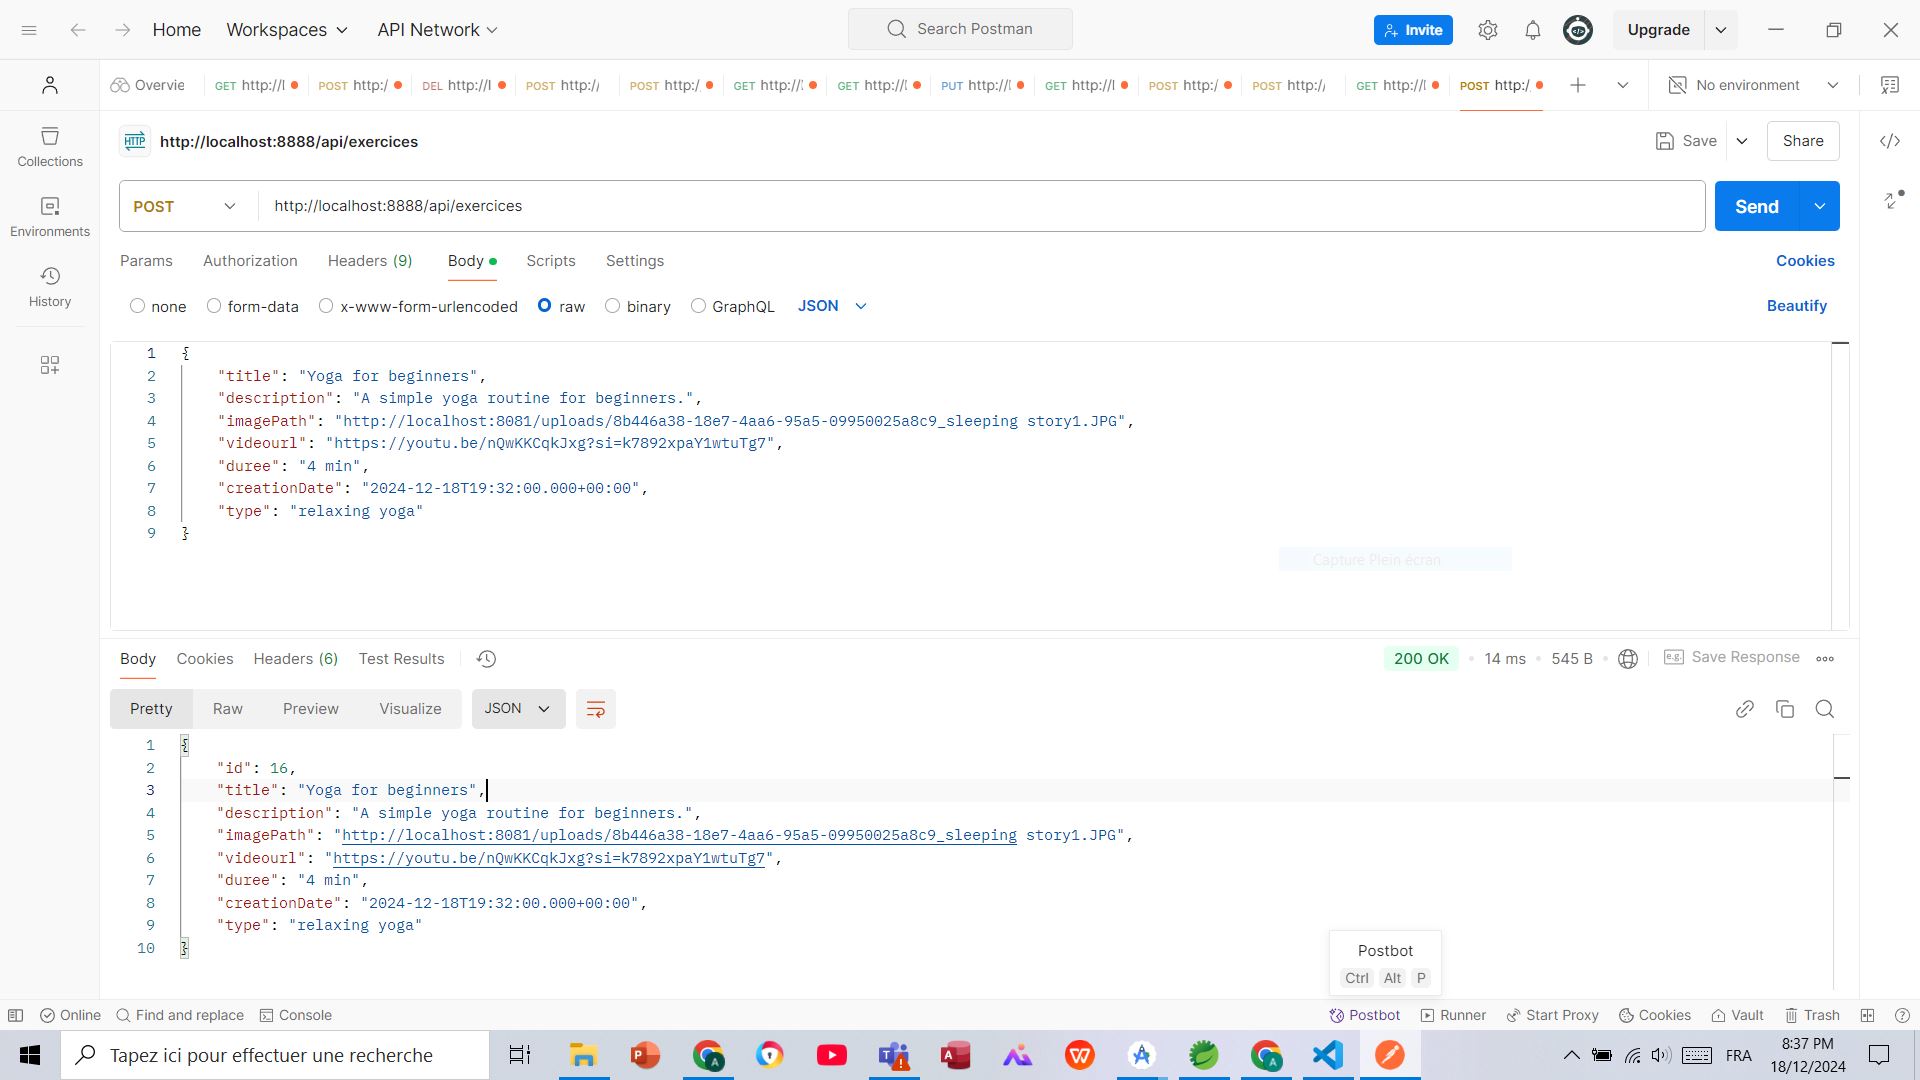 Home Workspaces API Network Search Postman Invite Upgrade
Overvie GET http://l POST http:/ DEL http://l POST http:/ POST http:/ GET http:// GET http:// PUT http:// GET http://l POST http:/ POST http:/ GET http:// POST http:/ No environment
HTTP http://localhost:8888/api/exercices Save Share
Collections
Environments
History
POST http://localhost:8888/api/exercices Send
Params Authorization Headers (9) Body Scripts Settings Cookies
none form-data x-www-form-urlencoded raw binary GraphQL JSON Beautify
1 {
2 "title": "Yoga for beginners",
3 "description": "A simple yoga routine for beginners.",
4 "imagePath": "http://localhost:8081/uploads/8b446a38-18e7-4aa6-95a5-09950025a8c9_sleeping story1.JPG",
5 "videourl": "https://youtu.be/nQwKKCqkJxg?si=k7892xpaY1wtuTg7",
6 "duree": "4 min",
7 "creationDate": "2024-12-18T19:32:00.000+00:00",
8 "type": "relaxing yoga"
9 }
Capture Plein écran
Body Cookies Headers (6) Test Results 200 OK 14 ms 545 B e.g. Save Response
Pretty Raw Preview Visualize JSON
1 {
2 "id": 16,
3 "title": "Yoga for beginners",
4 "description": "A simple yoga routine for beginners.",
5 "imagePath": "http://localhost:8081/uploads/8b446a38-18e7-4aa6-95a5-09950025a8c9_sleeping story1.JPG",
6 "videourl": "https://youtu.be/nQwKKCqkJxg?si=k7892xpaY1wtuTg7",
7 "duree": "4 min",
8 "creationDate": "2024-12-18T19:32:00.000+00:00",
9 "type": "relaxing yoga"
10 }
Postbot
Ctrl Alt P
Online Find and replace Console Postbot Runner Start Proxy Cookies Vault Trash
Tapez ici pour effectuer une recherche FRA 8:37 PM
18/12/2024